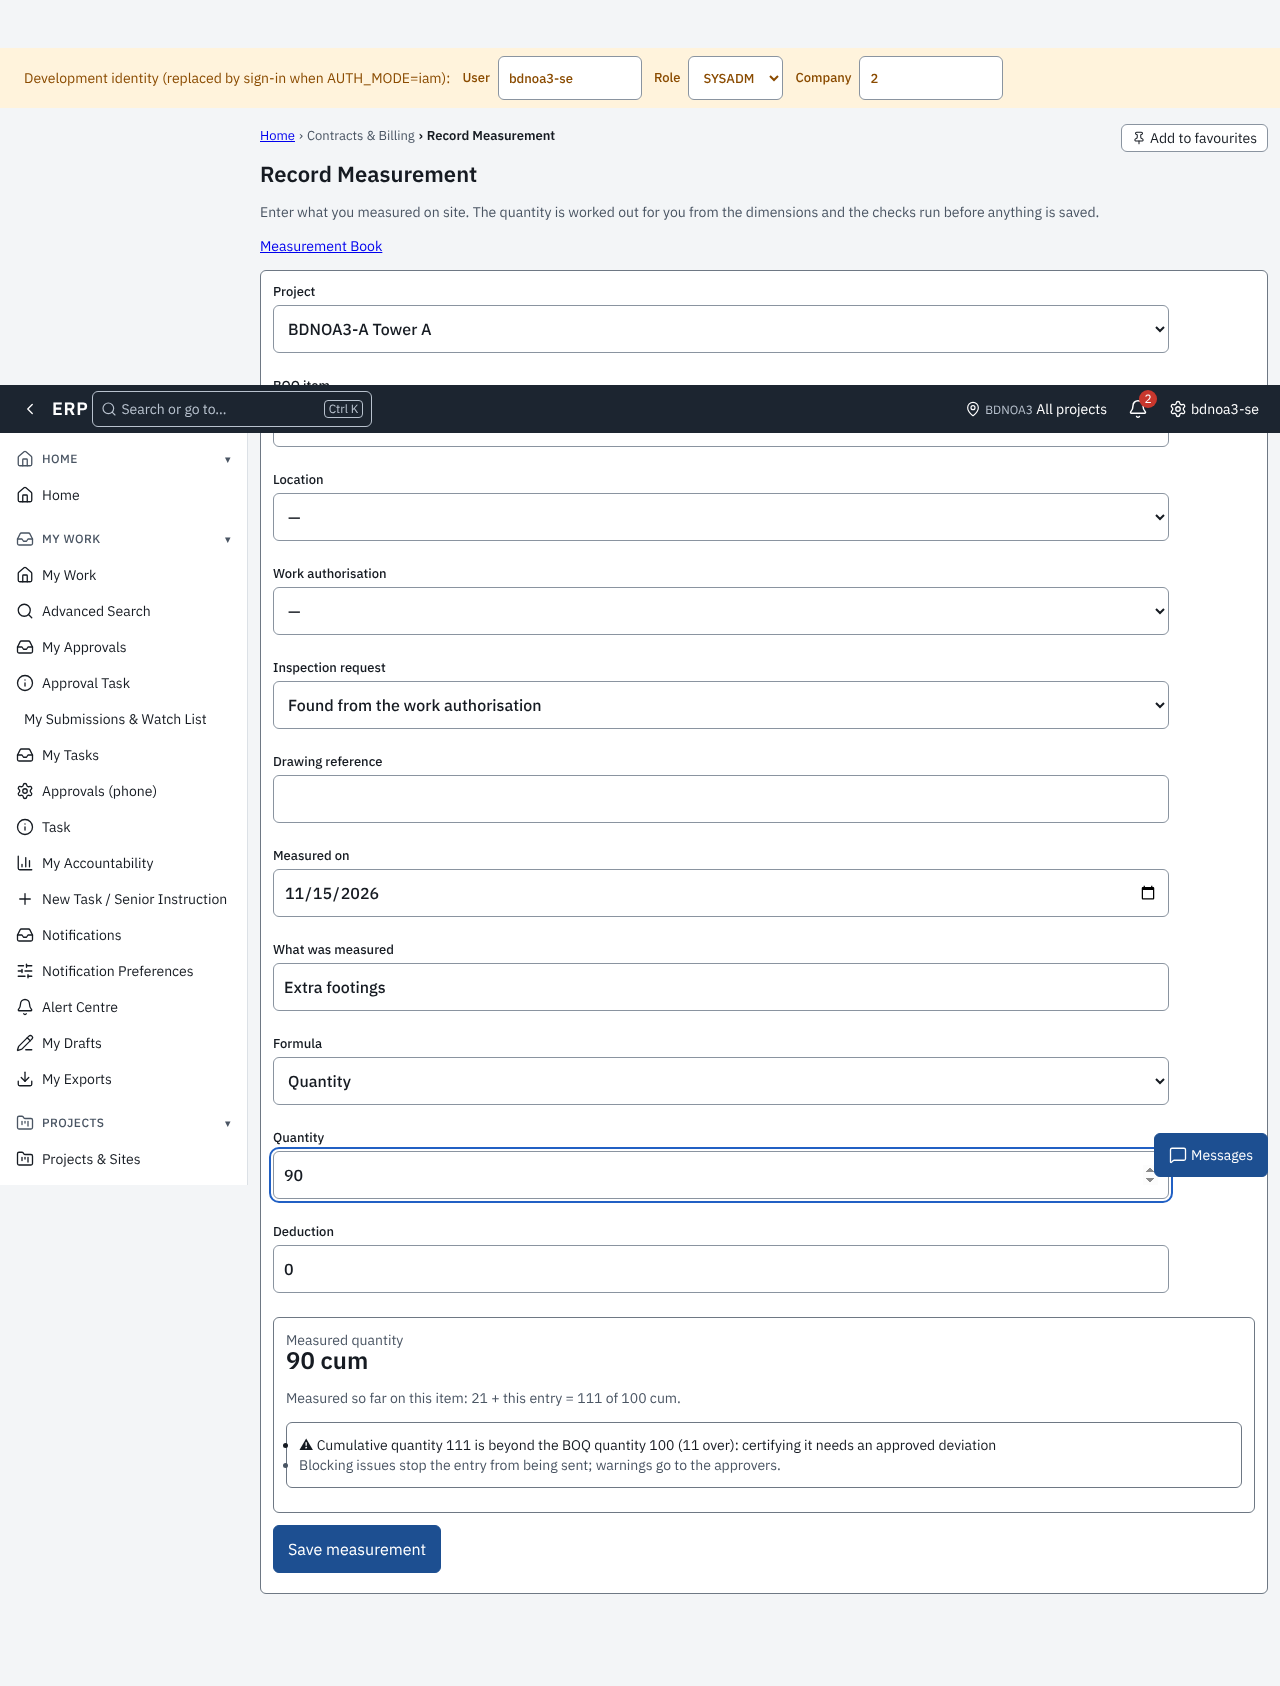 Development identity (replaced by sign-in when AUTH_MODE=iam): User bdnoa3-se Role SYSADM Company 2
Home › Contracts & Billing › Record Measurement
Add to favourites
Record Measurement
Enter what you measured on site. The quantity is worked out for you from the dimensions and the checks run before anything is saved.
Measurement Book
Project
BDNOA3-A Tower A
ERP Search or go to... Ctrl K BDNOA3 All projects 2 bdnoa3-se
HOME
Home
MY WORK
My Work
Advanced Search
My Approvals
Approval Task
My Submissions & Watch List
My Tasks
Approvals (phone)
Task
My Accountability
New Task / Senior Instruction
Notifications
Notification Preferences
Alert Centre
My Drafts
My Exports
PROJECTS
Projects & Sites
Location
—
Work authorisation
—
Inspection request
Found from the work authorisation
Drawing reference
Measured on
11/15/2026
What was measured
Extra footings
Formula
Quantity
Quantity
90
Messages
Deduction
0
Measured quantity
90 cum
Measured so far on this item: 21 + this entry = 111 of 100 cum.
⚠ Cumulative quantity 111 is beyond the BOQ quantity 100 (11 over): certifying it needs an approved deviation
Blocking issues stop the entry from being sent; warnings go to the approvers.
Save measurement